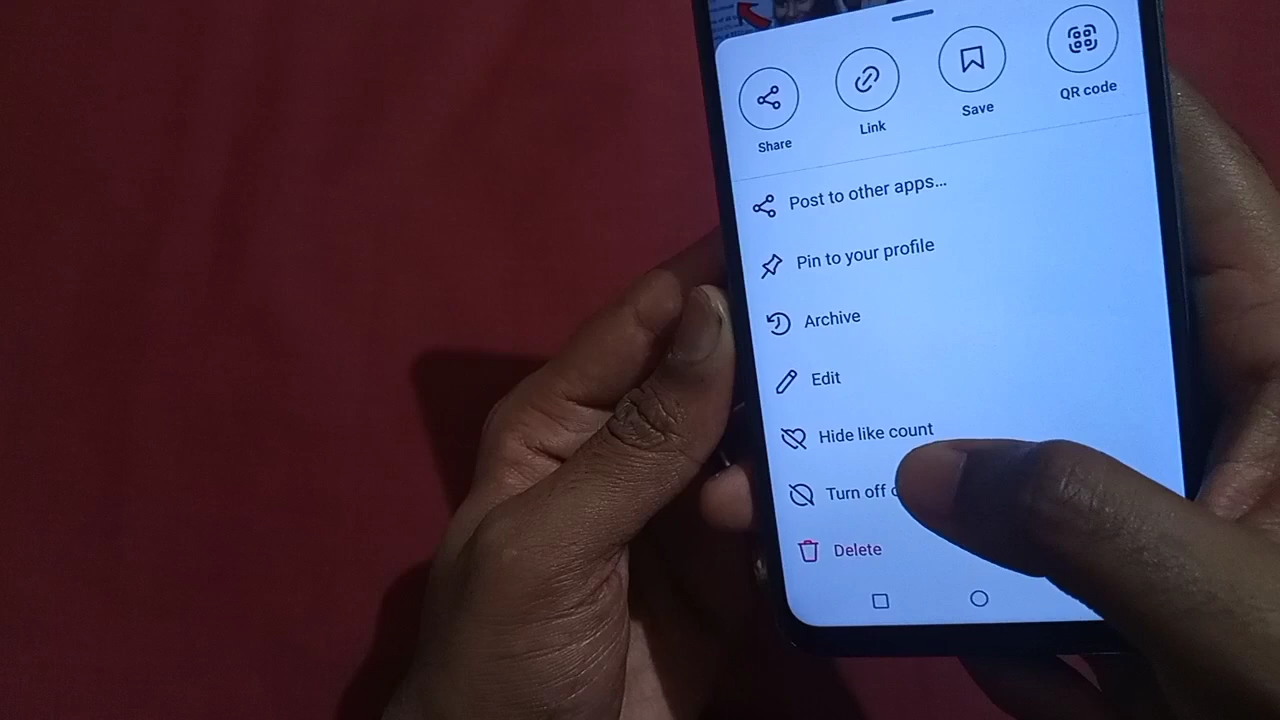 Share
Link
Save
QR code
Post to other apps...
Pin to your profile
Archive
Edit
Hide like count
Turn off
Delete